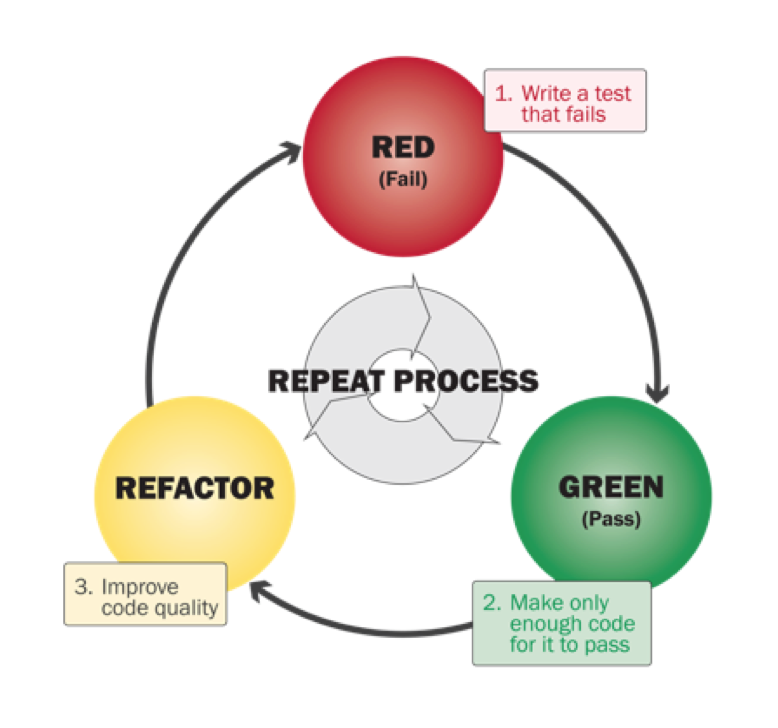 RED
(Fail)
1. Write a test
that fails
REPEAT PROCESS
GREEN
(Pass)
2. Make only
enough code
for it to pass
REFACTOR
3. Improve
code quality